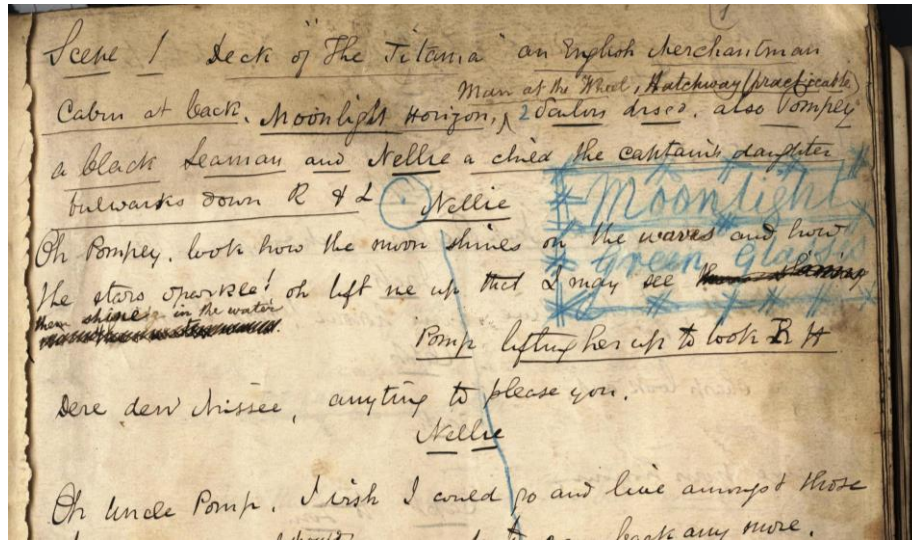 1
Scene 1 Deck of "The Titania" an English Merchantman
Man at the Wheel, Hatchway (practicable)
Cabin at back. Moonlight Horizon, 2 Sailors disc. also Pompey
a black Seaman and Nellie a child the captain's daughter
bulwarks down R & L
Moonlight
Nellie
Oh Pompey. look how the moon shines on the waves and how
Green Glasses
the stars sparkle! oh lift me up that I may see
them shine in the water
Pomp lifting her up to look R H
Dere den Missee, anyting to please you.
Nellie
Oh Uncle Pomp. I wish I could go and live amongst those
back any more.